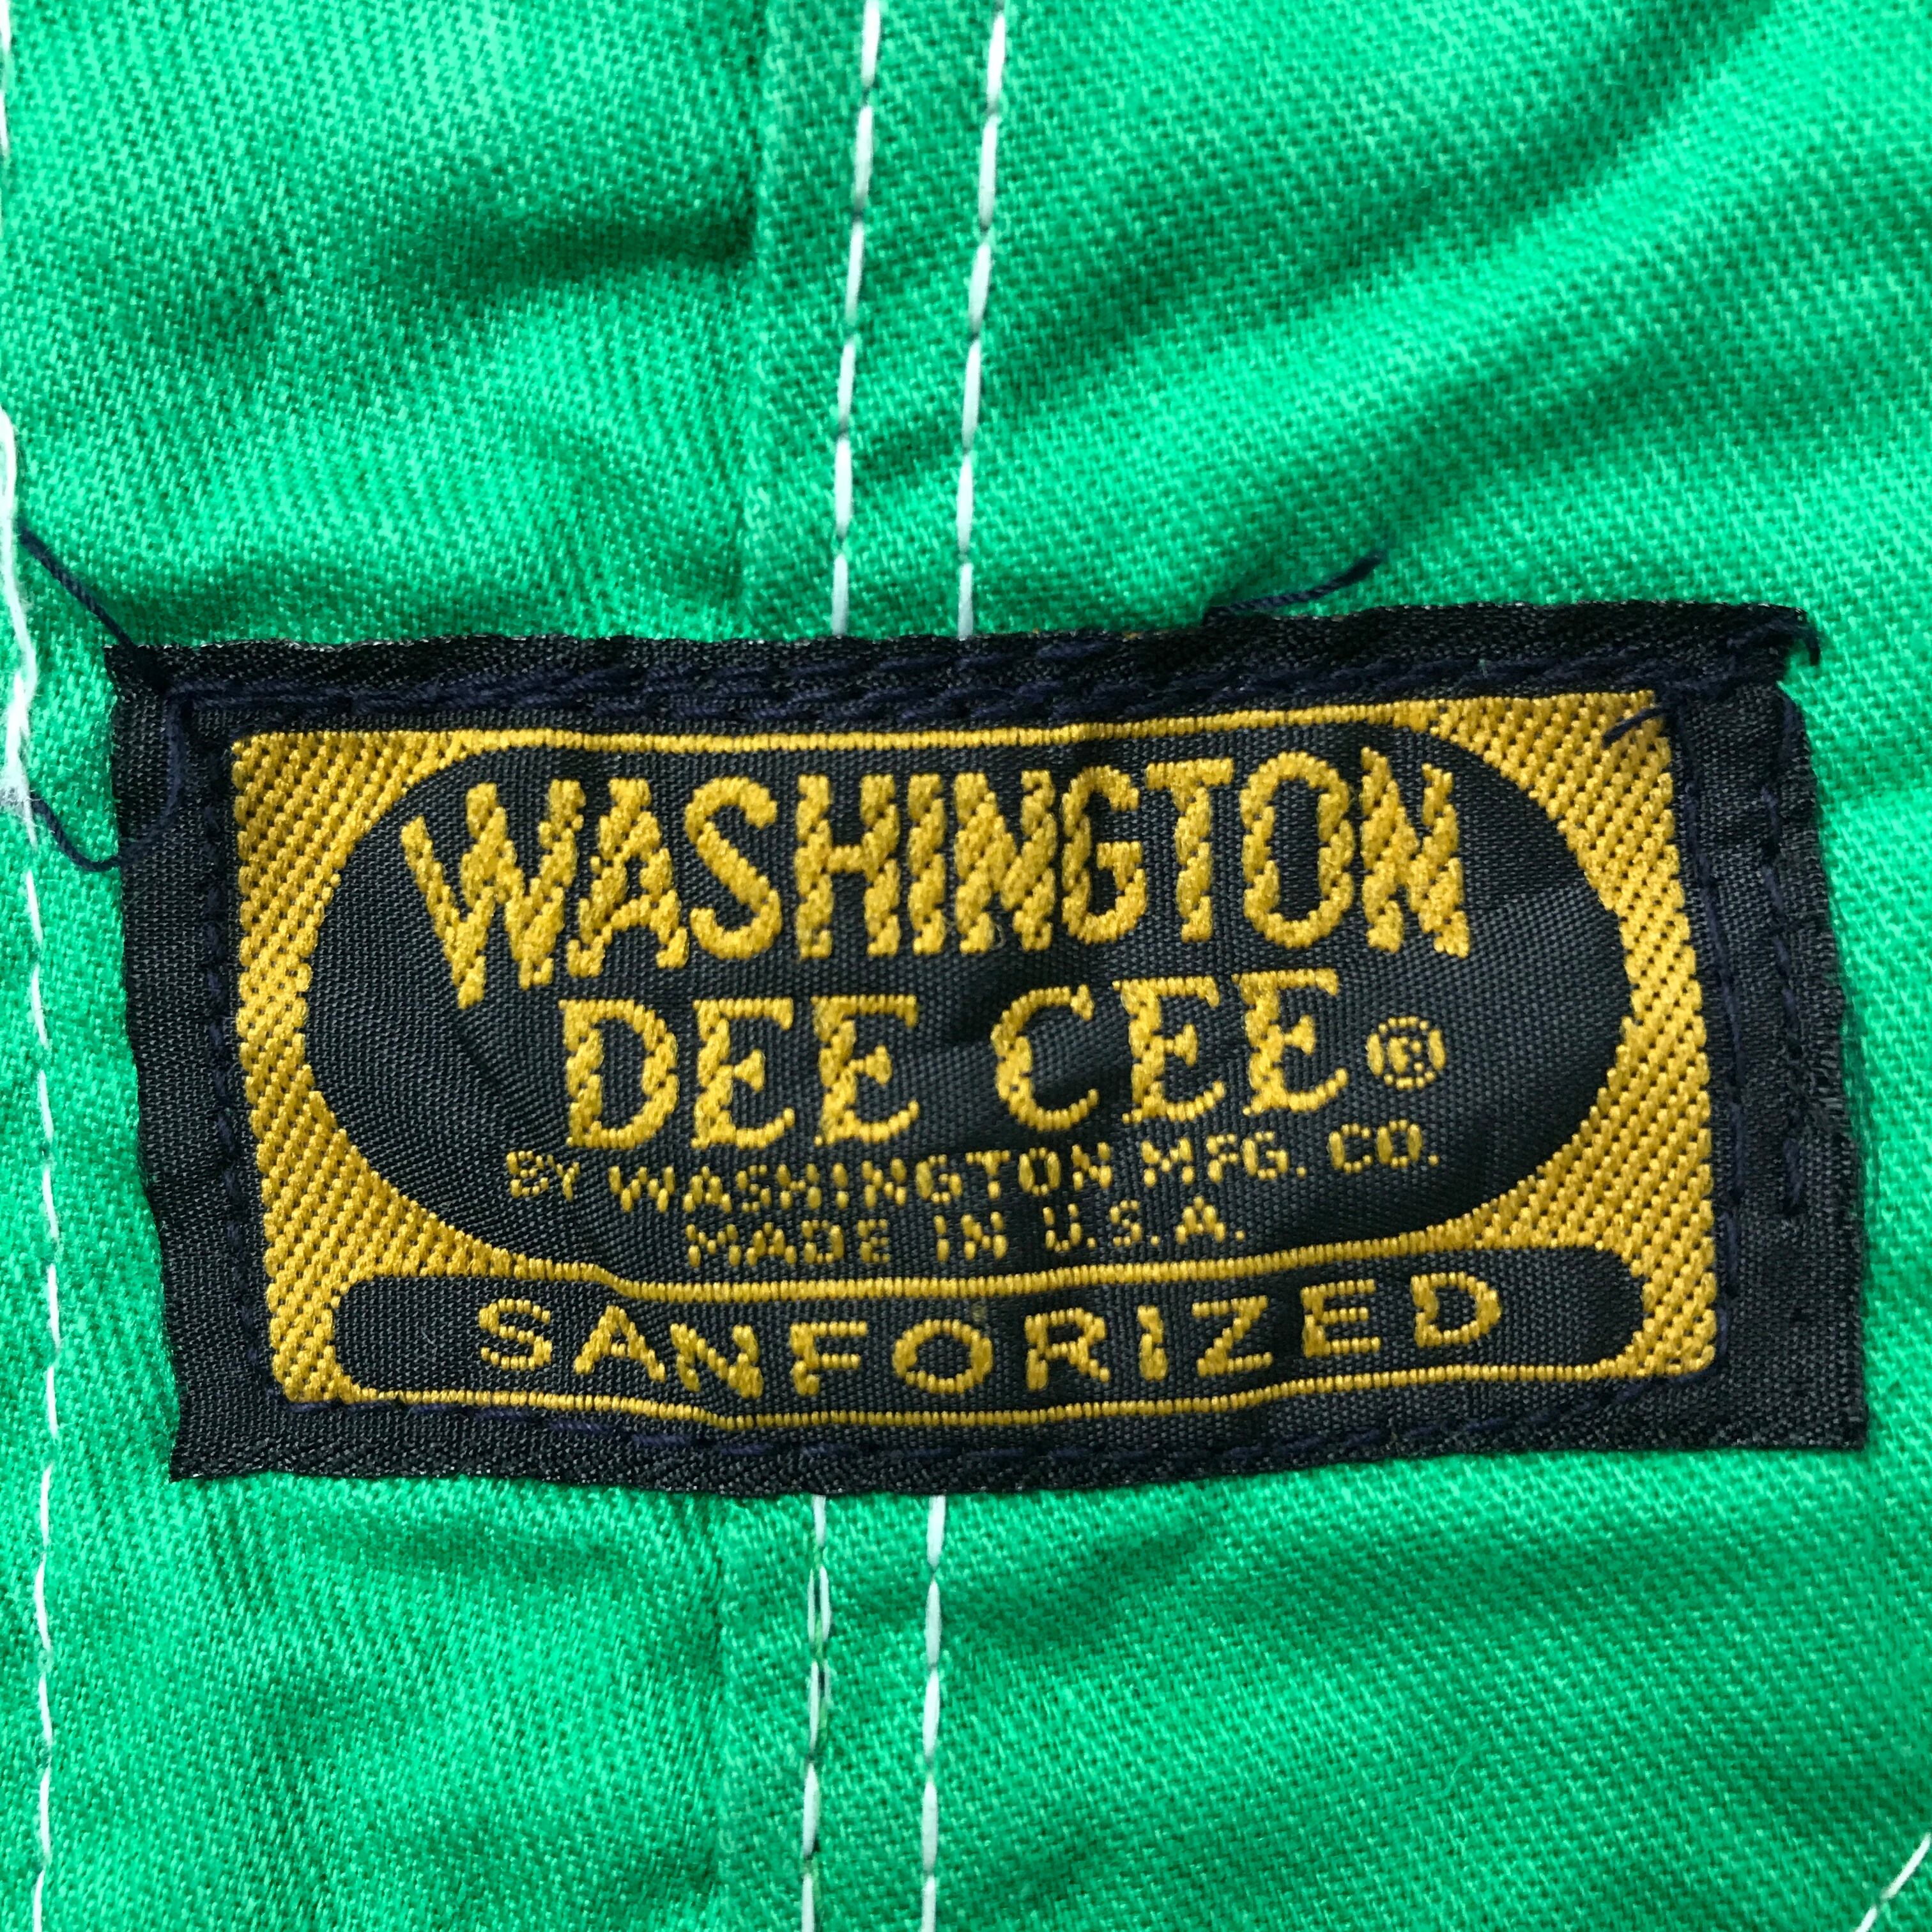 WASHINGTON
DEE CEE®
BY WASHINGTON MFG. CO.
MADE IN U.S.A.
SANFORIZED